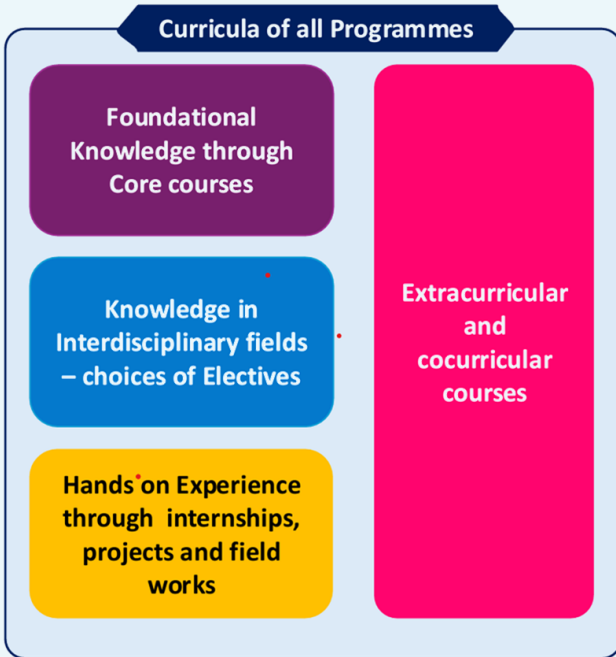 Curricula of all Programmes
Foundational
Knowledge through
Core courses
Knowledge in
Interdisciplinary fields
– choices of Electives
Hands on Experience
through internships,
projects and field
works
Extracurricular
and
cocurricular
courses